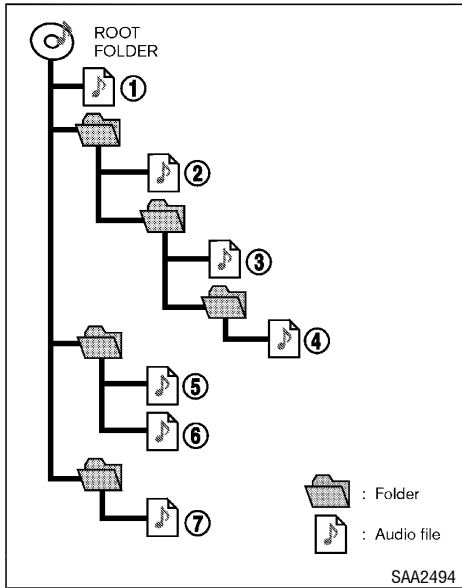 ROOT
FOLDER
①
②
③
④
⑤
⑥
⑦
: Folder
: Audio file
SAA2494